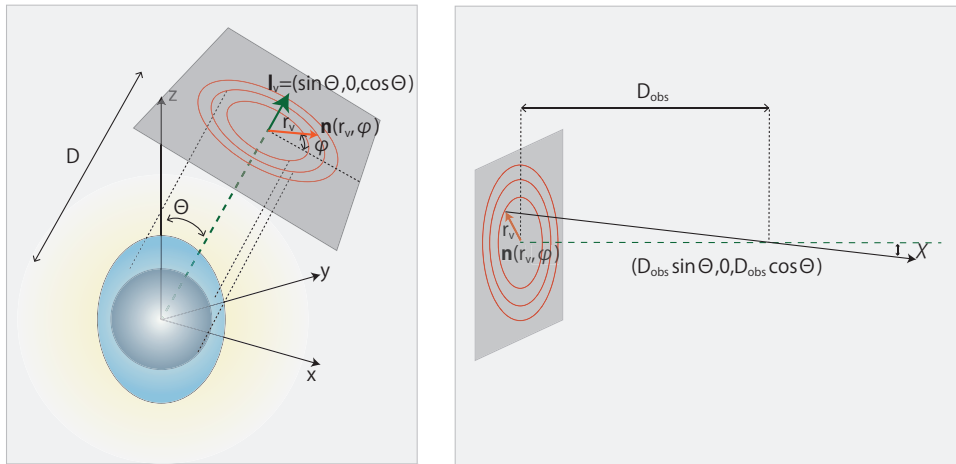 l_v=(sinΘ,0,cosΘ)
z
r_v
n(r_v,φ)
φ
D
Θ
y
x
D_obs
r_v
n(r_v,φ)
χ
(D_obs sinΘ,0,D_obs cosΘ)